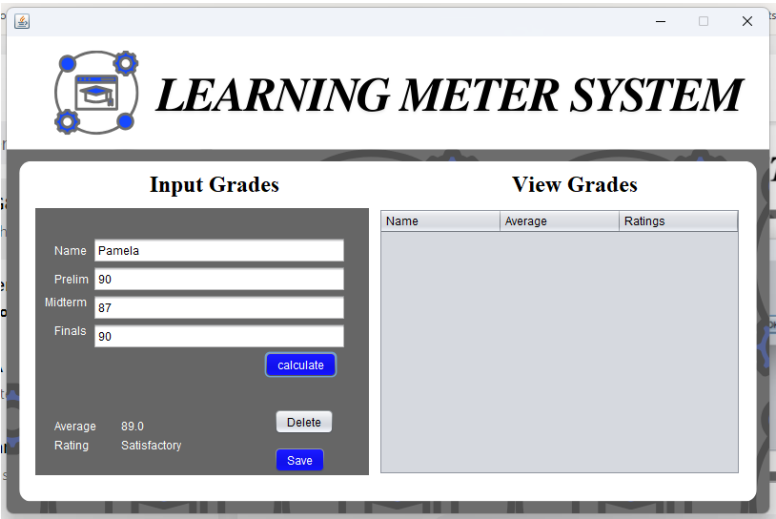 LEARNING METER SYSTEM
Input Grades
Name Pamela
Prelim 90
Midterm 87
Finals 90
calculate
Average 89.0
Rating Satisfactory
Delete
Save
View Grades
Name Average Ratings